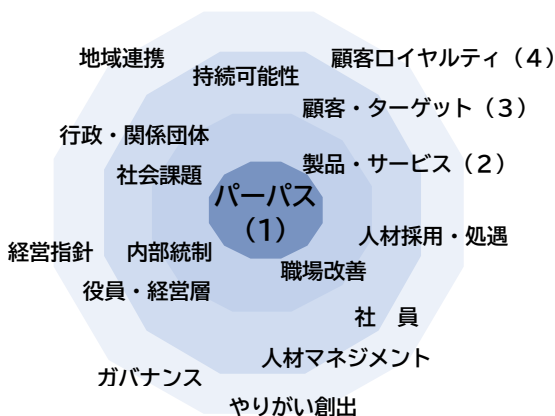 地域連携
顧客ロイヤルティ（４）
持続可能性
顧客・ターゲット（３）
行政・関係団体
製品・サービス（２）
社会課題
パーパス
（１）
人材採用・処遇
経営指針
内部統制
職場改善
役員・経営層
社　員
人材マネジメント
ガバナンス
やりがい創出